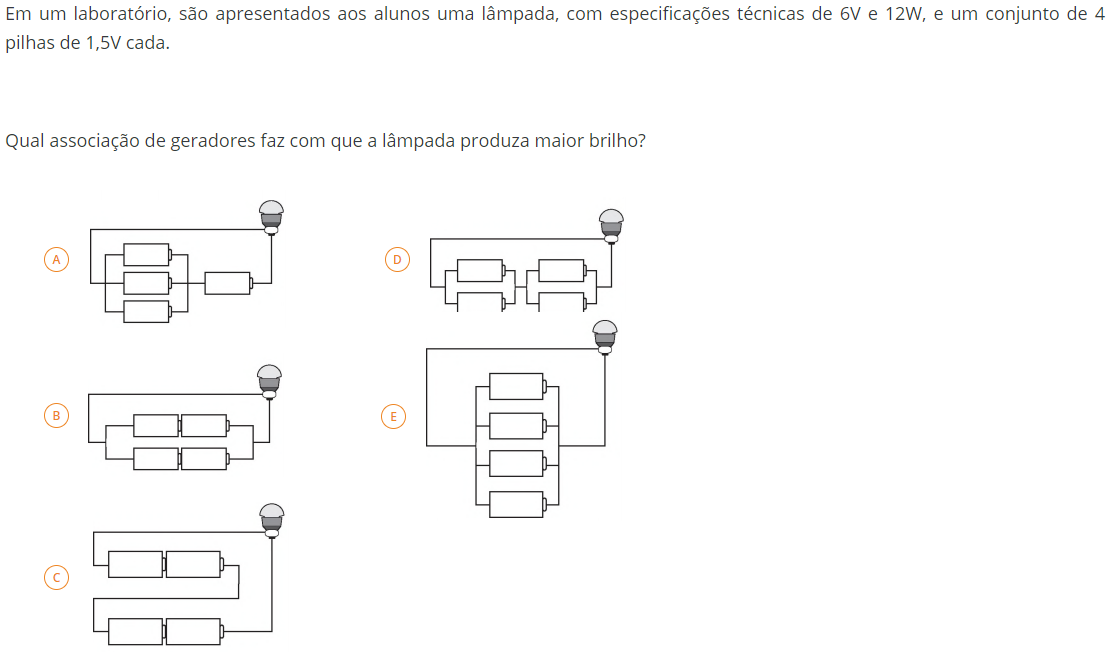 Em um laboratório, são apresentados aos alunos uma lâmpada, com especificações técnicas de 6V e 12W, e um conjunto de 4
pilhas de 1,5V cada.
Qual associação de geradores faz com que a lâmpada produza maior brilho?
A
D
B
E
C